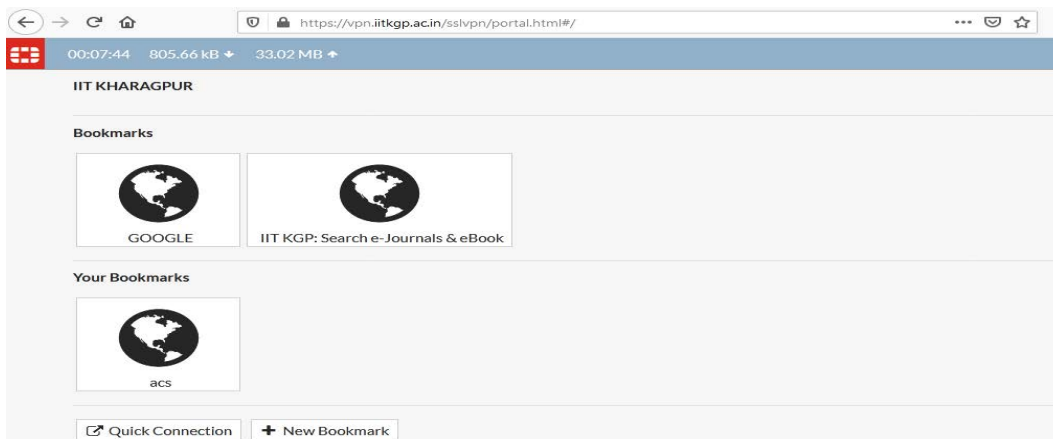 https://vpn.iitkgp.ac.in/sslvpn/portal.html#/
00:07:44 805.66 kB 33.02 MB
IIT KHARAGPUR
Bookmarks
GOOGLE IIT KGP: Search e-Journals & eBook
Your Bookmarks
acs
Quick Connection + New Bookmark